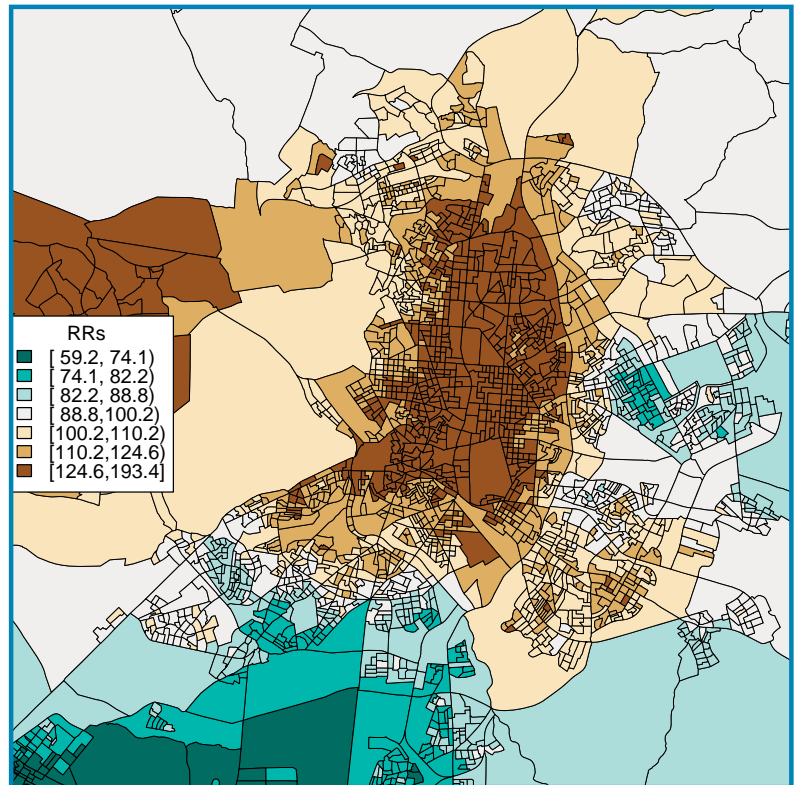 RRs
[ 59.2, 74.1)
[ 74.1, 82.2)
[ 82.2, 88.8)
[ 88.8,100.2)
[100.2,110.2)
[110.2,124.6)
[124.6,193.4]